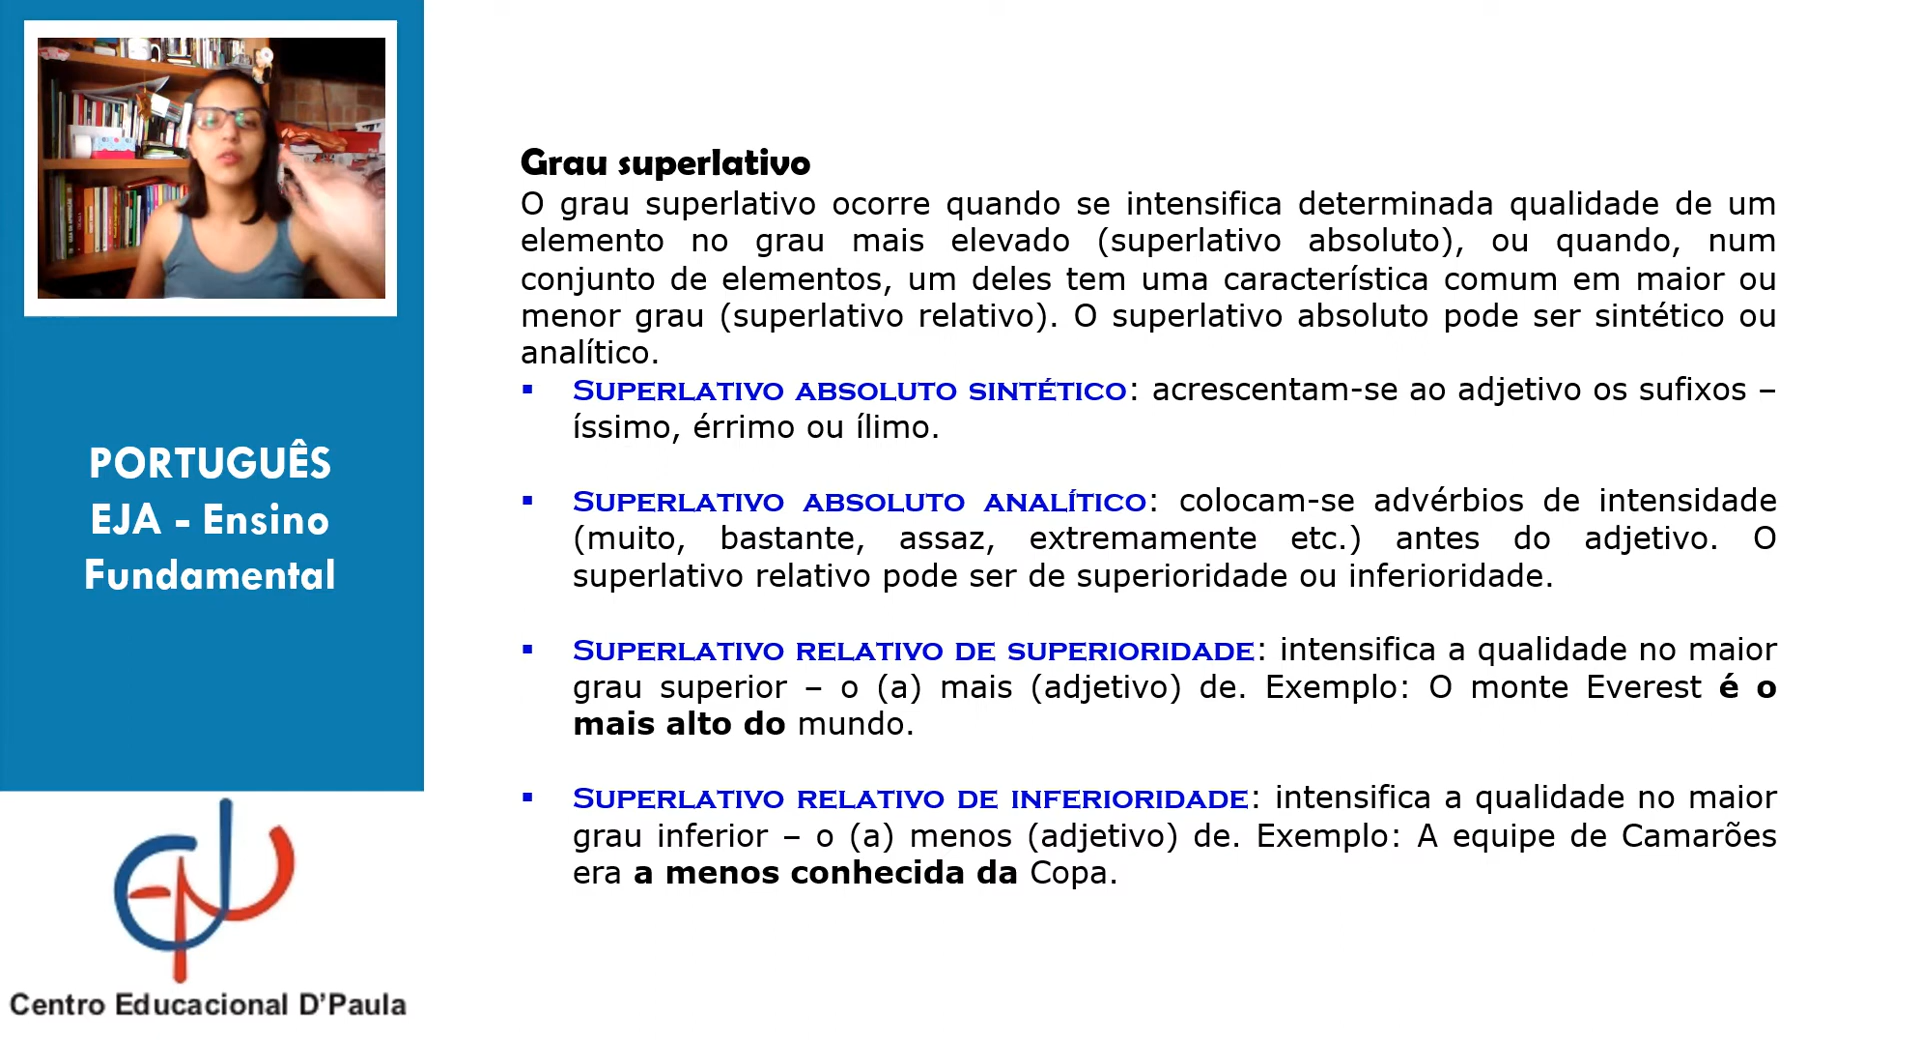 PORTUGUÊS
EJA - Ensino
Fundamental
Centro Educacional D'Paula
Grau superlativo
O grau superlativo ocorre quando se intensifica determinada qualidade de um
elemento no grau mais elevado (superlativo absoluto), ou quando, num
conjunto de elementos, um deles tem uma característica comum em maior ou
menor grau (superlativo relativo). O superlativo absoluto pode ser sintético ou
analítico.
▪ SUPERLATIVO ABSOLUTO SINTÉTICO: acrescentam-se ao adjetivo os sufixos –
íssimo, érrimo ou ílimo.
▪ SUPERLATIVO ABSOLUTO ANALÍTICO: colocam-se advérbios de intensidade
(muito, bastante, assaz, extremamente etc.) antes do adjetivo. O
superlativo relativo pode ser de superioridade ou inferioridade.
▪ SUPERLATIVO RELATIVO DE SUPERIORIDADE: intensifica a qualidade no maior
grau superior – o (a) mais (adjetivo) de. Exemplo: O monte Everest é o
mais alto do mundo.
▪ SUPERLATIVO RELATIVO DE INFERIORIDADE: intensifica a qualidade no maior
grau inferior – o (a) menos (adjetivo) de. Exemplo: A equipe de Camarões
era a menos conhecida da Copa.